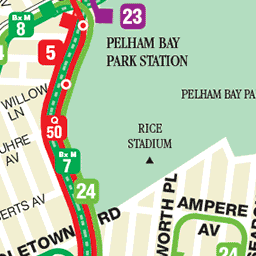 Bx M
8
23
5
PELHAM BAY
PARK STATION
WILLOW
LN
PELHAM BAY PA
50
RICE
STADIUM
UHRE
AV
Bx M
7
24
ERTS AV
AMPERE
AV
RD
LETOWN
WORTH PL
24